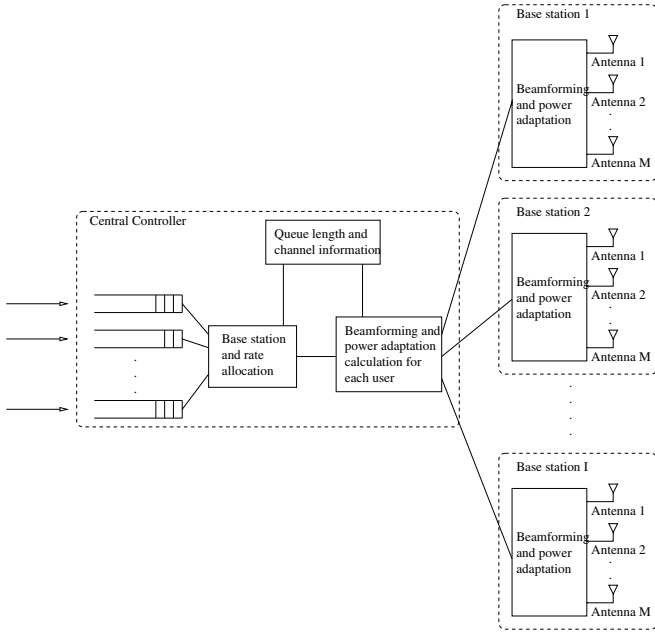 Base station 1
Beamforming
and power
adaptation
Antenna 1
Antenna 2
Antenna M
Central Controller
Queue length and
channel information
Base station
and rate
allocation
Beamforming and
power adaptation
calculation for
each user
Base station 2
Beamforming
and power
adaptation
Antenna 1
Antenna 2
Antenna M
Base station I
Beamforming
and power
adaptation
Antenna 1
Antenna 2
Antenna M